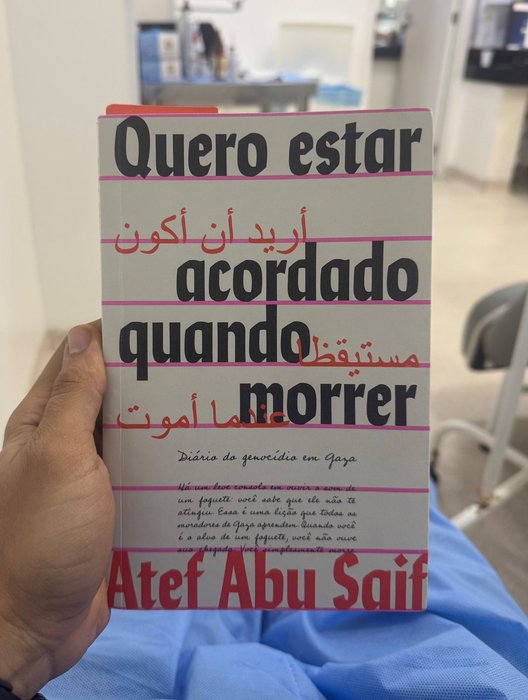 Quero estar
أريد أن أكون
acordado
quando
مستيقظا
morrer
عندما أموت
Diário do genocídio em Gaza
Há um leve consolo em ouvir o som de
um foguete: você sabe que ele não te
atingiu. Essa é uma lição que todos os
moradores de Gaza aprendem. Quando você
é o alvo de um foguete, você não ouve
sua chegada. Você simplesmente morre.
Atef Abu Saif